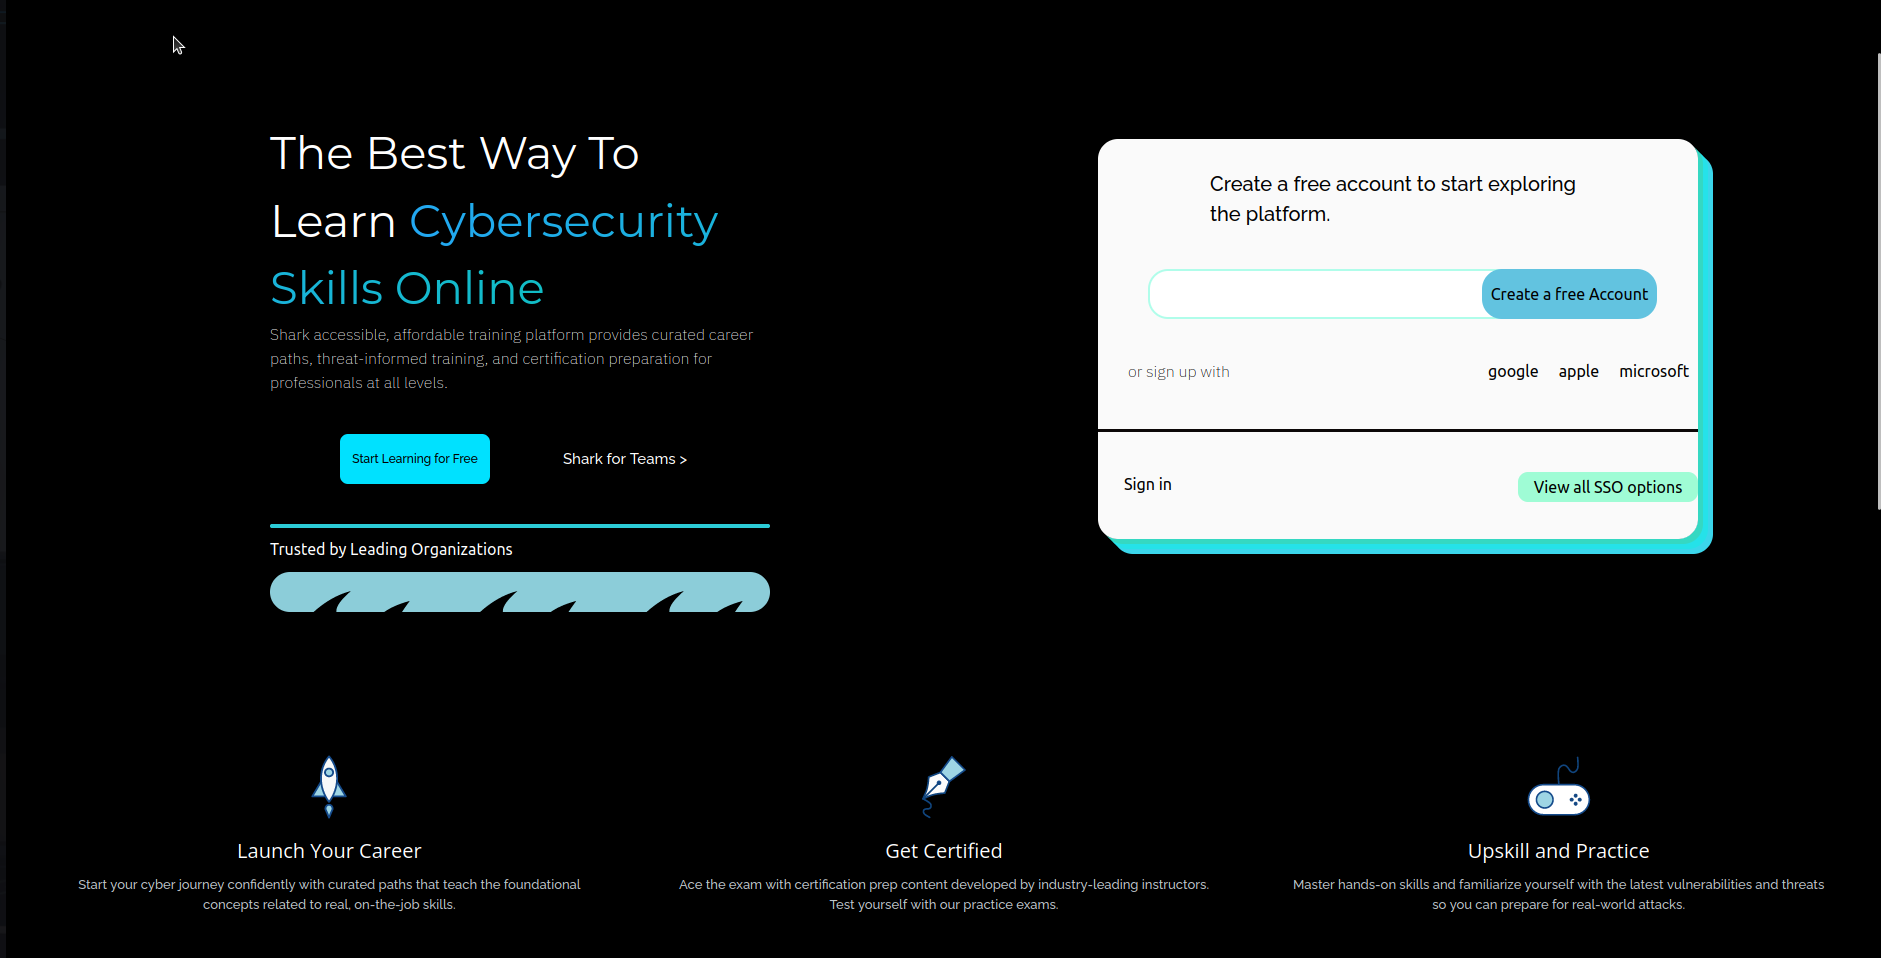 The Best Way To
Learn Cybersecurity
Skills Online
Shark accessible, affordable training platform provides curated career
paths, threat-informed training, and certification preparation for
professionals at all levels.
Start Learning for Free
Shark for Teams >
Trusted by Leading Organizations
Create a free account to start exploring
the platform.
Create a free Account
or sign up with
google apple microsoft
Sign in
View all SSO options
Launch Your Career
Start your cyber journey confidently with curated paths that teach the foundational
concepts related to real, on-the-job skills.
Get Certified
Ace the exam with certification prep content developed by industry-leading instructors.
Test yourself with our practice exams.
Upskill and Practice
Master hands-on skills and familiarize yourself with the latest vulnerabilities and threats
so you can prepare for real-world attacks.